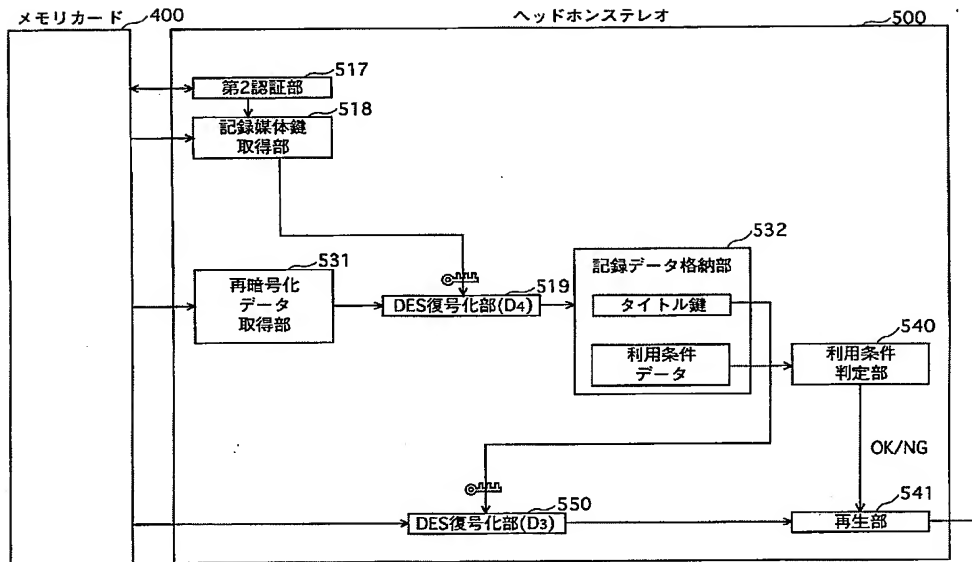 メモリカード
400
ヘッドホンステレオ
500
517
第2認証部
518
記録媒体鍵
取得部
532
記録データ格納部
531
再暗号化
データ
取得部
519
DES復号化部(D4)
タイトル鍵
540
利用条件
データ
利用条件
判定部
OK/NG
550
DES復号化部(D3)
541
再生部